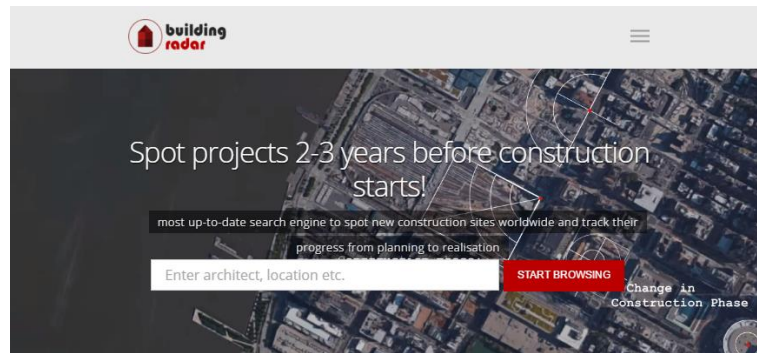 building
radar
Spot projects 2-3 years before construction
starts!
most up-to-date search engine to spot new construction sites worldwide and track their
progress from planning to realisation
Enter architect, location etc.
START BROWSING
Change in
Construction Phase